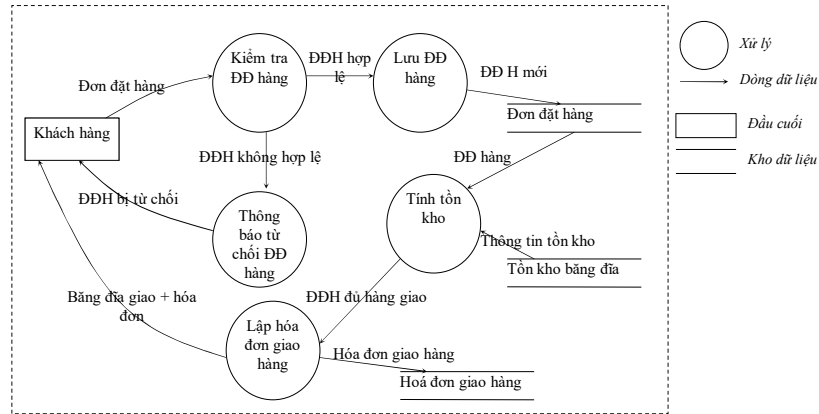 Kiểm tra
ĐĐ hàng
ĐĐH hợp
lệ
Lưu ĐĐ
hàng
Đơn đặt hàng
ĐĐ H mới
Khách hàng
Đơn đặt hàng
ĐĐH không hợp lệ
ĐĐ hàng
ĐĐH bị từ chối
Thông
báo từ
chối ĐĐ
hàng
Tính tồn
kho
Thông tin tồn kho
Tồn kho băng đĩa
Băng đĩa giao + hóa
đơn
ĐĐH đủ hàng giao
Lập hóa
đơn giao
hàng
Hóa đơn giao hàng
Hoá đơn giao hàng
Xử lý
Dòng dữ liệu
Đầu cuối
Kho dữ liệu